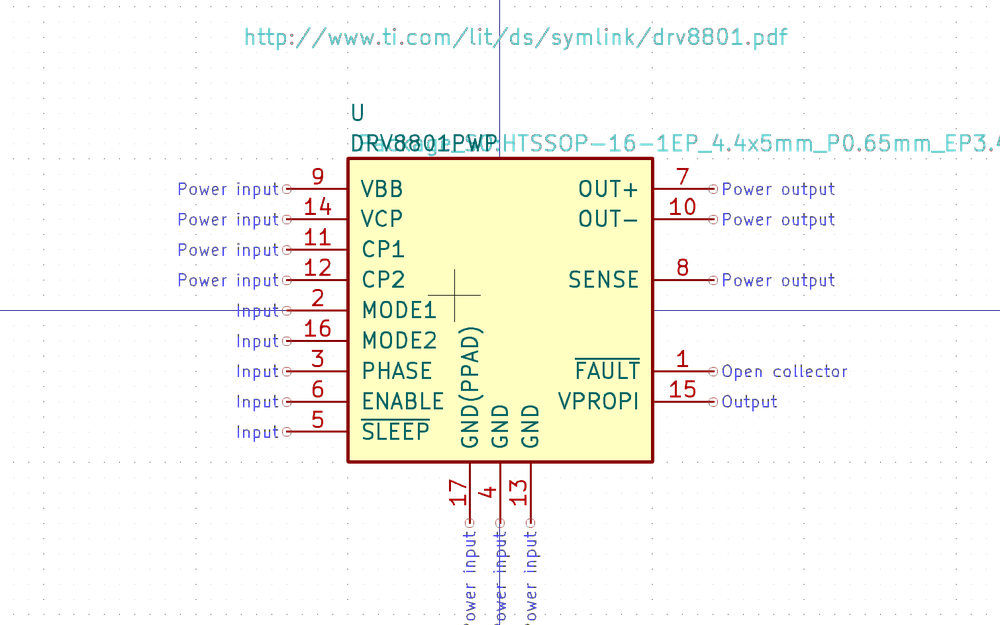 http://www.ti.com/lit/ds/symlink/drv8801.pdf
U
DRV8801PWP
HTSSOP-16-1EP_4.4x5mm_P0.65mm_EP3.4
Power input 9 VBB OUT+ 7 Power output
Power input 14 VCP OUT- 10 Power output
Power input 11 CP1
Power input 12 CP2 SENSE 8 Power output
Input 2 MODE1
Input 16 MODE2
Input 3 PHASE FAULT 1 Open collector
Input 6 ENABLE VPROPI 15 Output
Input 5 SLEEP
GND(PPAD) 17 Power input
GND 4 Power input
GND 13 Power input